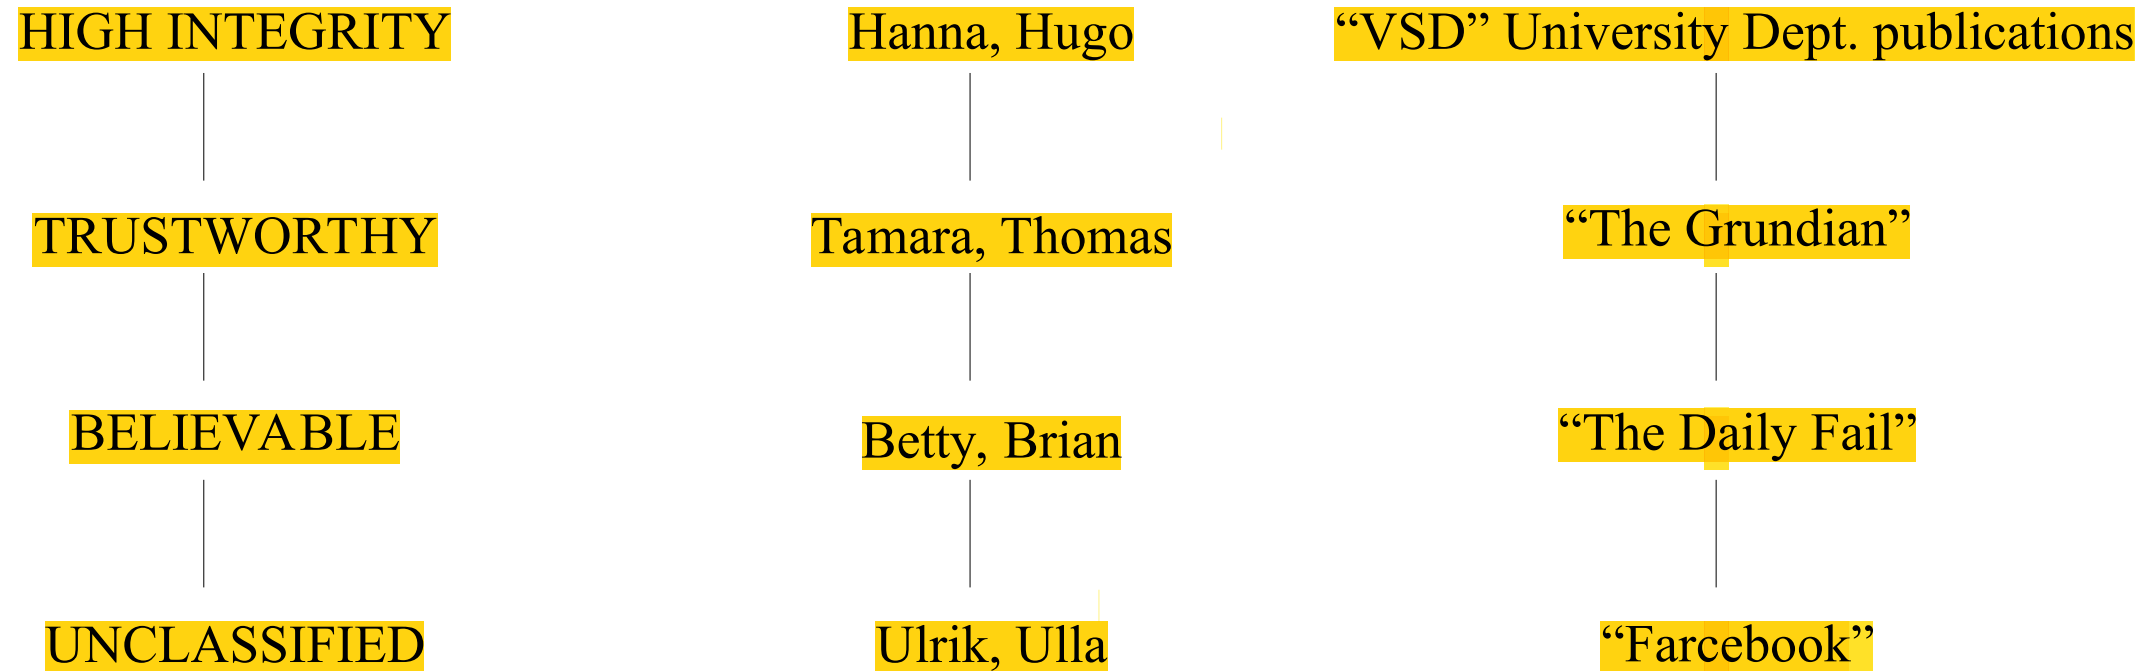 HIGH INTEGRITY
Hanna, Hugo
“VSD” University Dept. publications
TRUSTWORTHY
Tamara, Thomas
“The Grundian”
BELIEVABLE
Betty, Brian
“The Daily Fail”
UNCLASSIFIED
Ulrik, Ulla
“Farcebook”